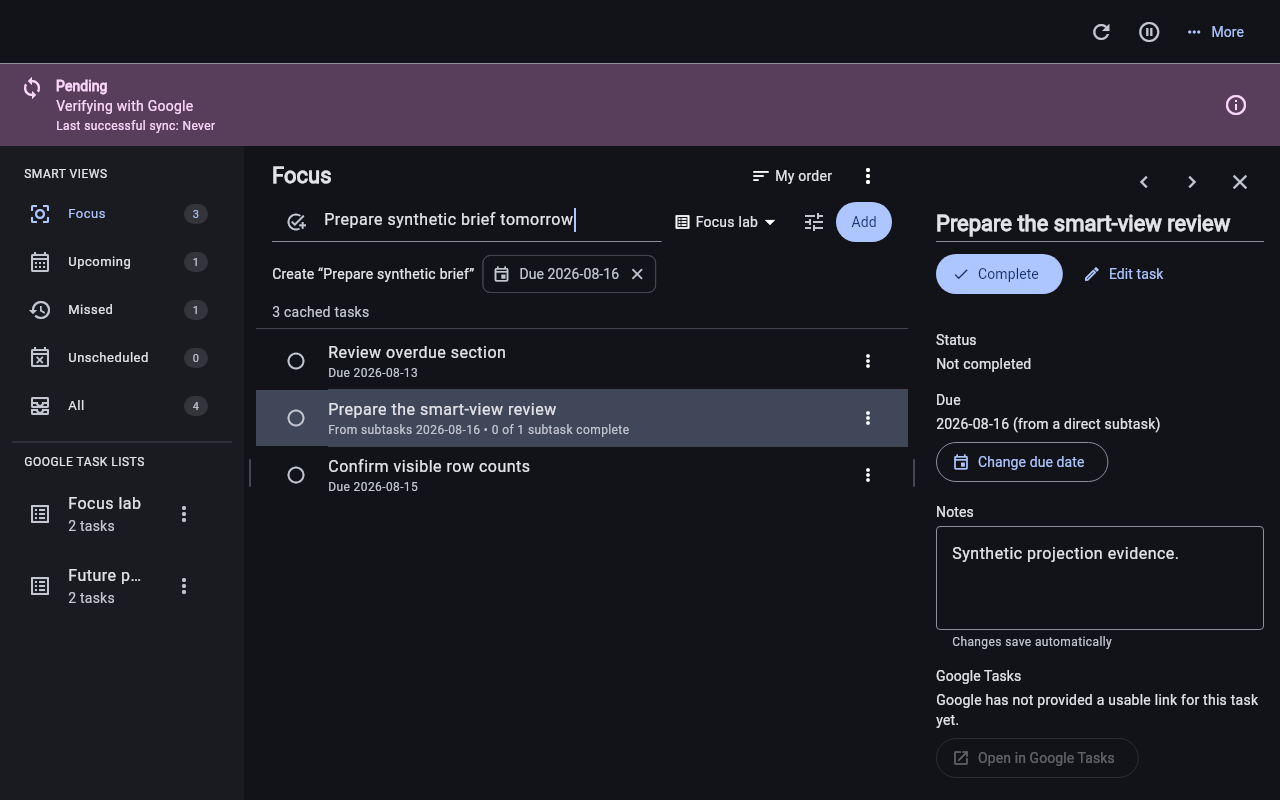 More
Pending
Verifying with Google
Last successful sync: Never
SMART VIEWS
Focus 3
Upcoming 1
Missed 1
Unscheduled 0
All 4
GOOGLE TASK LISTS
Focus lab
2 tasks
Future p...
2 tasks
Focus My order
Prepare synthetic brief tomorrow Focus lab Add
Create “Prepare synthetic brief” Due 2026-08-16
3 cached tasks
Review overdue section
Due 2026-08-13
Prepare the smart-view review
From subtasks 2026-08-16 • 0 of 1 subtask complete
Confirm visible row counts
Due 2026-08-15
Prepare the smart-view review
Complete Edit task
Status
Not completed
Due
2026-08-16 (from a direct subtask)
Change due date
Notes
Synthetic projection evidence.
Changes save automatically
Google Tasks
Google has not provided a usable link for this task
yet.
Open in Google Tasks